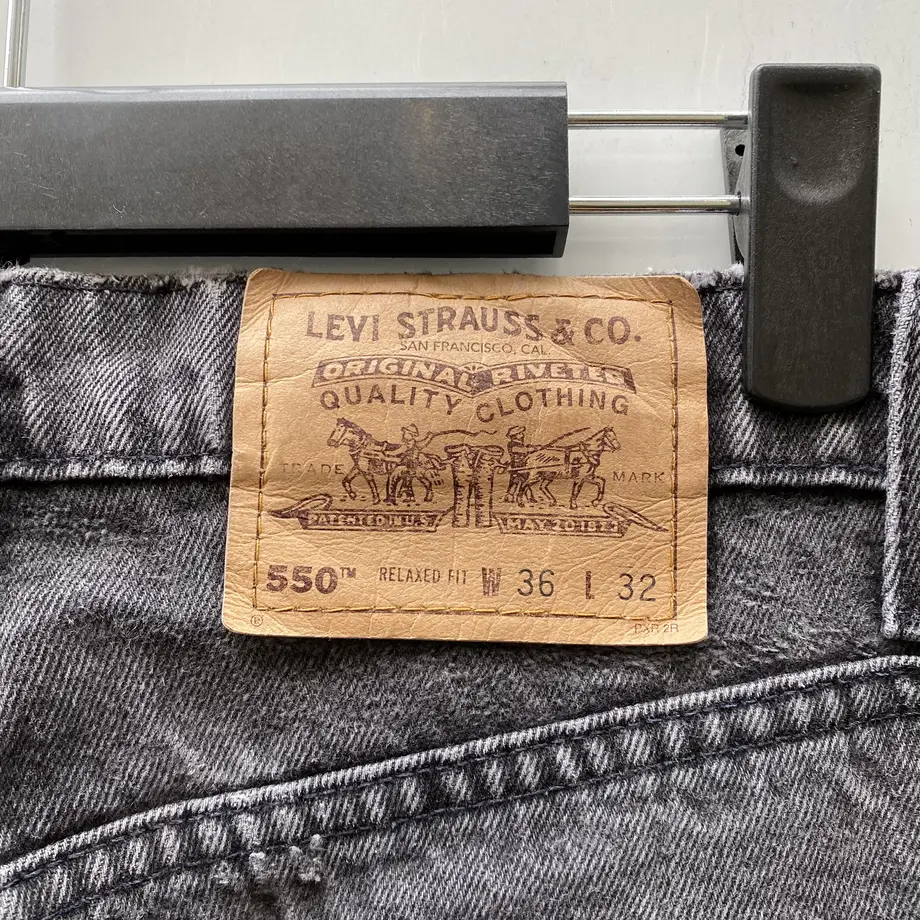 LEVI STRAUSS & CO.
SAN FRANCISCO, CAL.
ORIGINAL RIVETED
QUALITY CLOTHING
TRADE MARK
PATENTED IN U.S. MAY 20 1873
550™ RELAXED FIT W 36 L 32
®